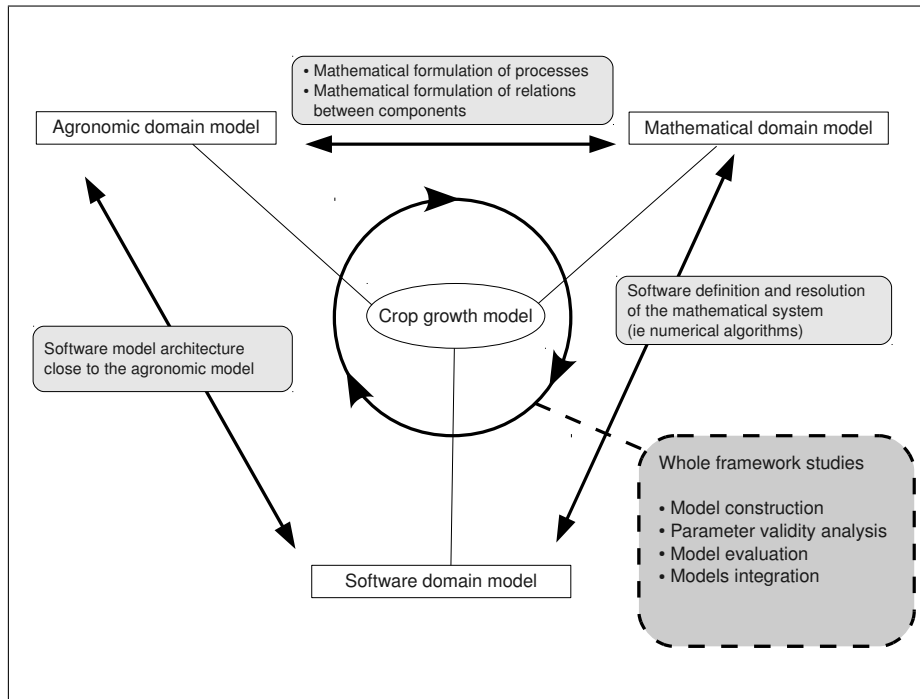 • Mathematical formulation of processes
• Mathematical formulation of relations
between components
Agronomic domain model
Mathematical domain model
Crop growth model
Software definition and resolution
of the mathematical system
(ie numerical algorithms)
Software model architecture
close to the agronomic model
Whole framework studies
• Model construction
• Parameter validity analysis
• Model evaluation
• Models integration
Software domain model